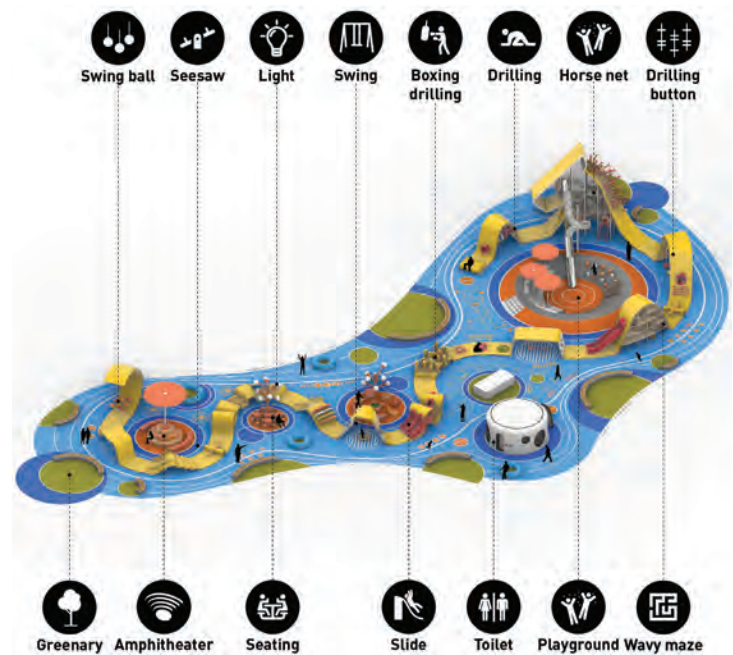 Swing ball
Seesaw
Light
Swing
Boxing
drilling
Drilling
Horse net
Drilling
button
Greenary
Amphitheater
Seating
Slide
Toilet
Playground
Wavy maze